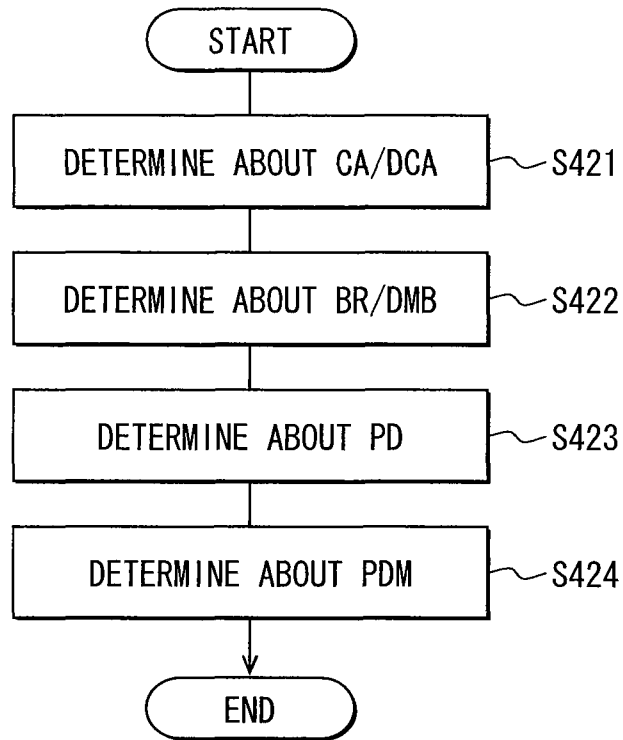 START
DETERMINE ABOUT CA/DCA
S421
DETERMINE ABOUT BR/DMB
S422
DETERMINE ABOUT PD
S423
DETERMINE ABOUT PDM
S424
END